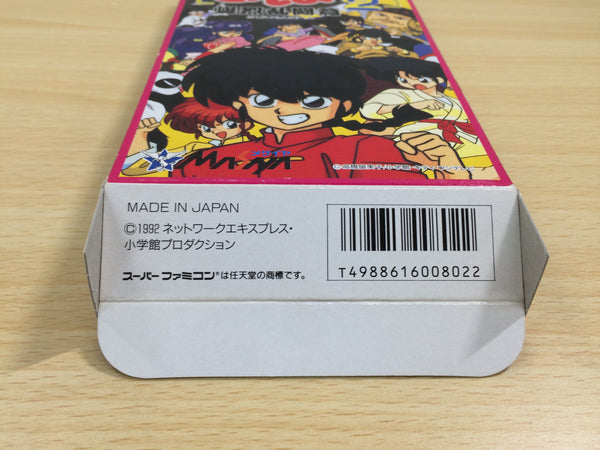 MASAYA
MADE IN JAPAN
©1992 ネットワークエキスプレス・
小学館プロダクション
スーパーファミコン®は任天堂の商標です。
T4988616008022